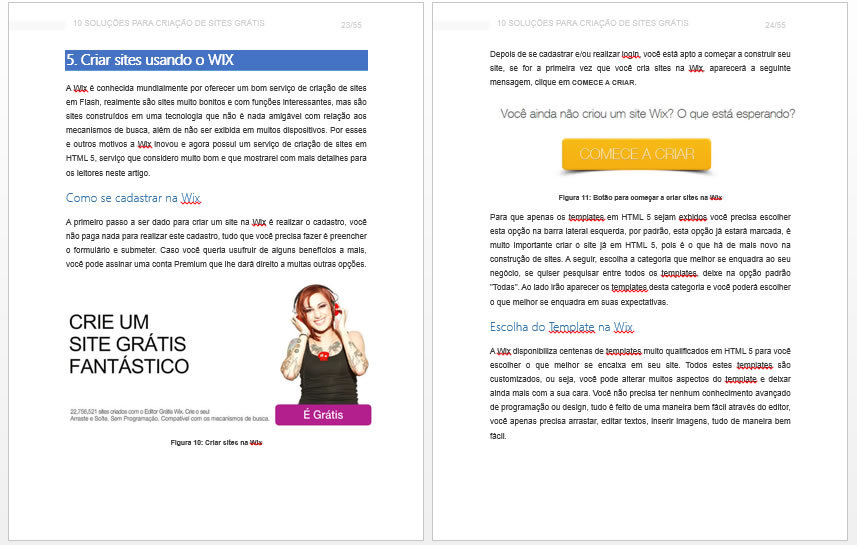 10 SOLUÇÕES PARA CRIAÇÃO DE SITES GRÁTIS 23/55
5. Criar sites usando o WIX
A Wix é conhecida mundialmente por oferecer um bom serviço de criação de sites
em Flash, realmente são sites muito bonitos e com funções interessantes, mas são
sites construídos em uma tecnologia que não é nada amigável com relação aos
mecanismos de busca, além de não ser exibida em muitos dispositivos. Por esses
e outros motivos a Wix inovou e agora possui um serviço de criação de sites em
HTML 5, serviço que considero muito bom e que mostrarei com mais detalhes para
os leitores neste artigo.
Como se cadastrar na Wix
A primeiro passo a ser dado para criar um site na Wix é realizar o cadastro, você
não paga nada para realizar este cadastro, tudo que você precisa fazer é preencher
o formulário e submeter. Caso você queria usufruir de alguns benefícios a mais,
você pode assinar uma conta Premium que lhe dará direito a muitas outras opções.
CRIE UM
SITE GRÁTIS
FANTÁSTICO
22,756,521 sites criados com o Editor Grátis Wix. Crie o seu!
Arraste e Solte. Sem Programação. Compatível com os mecanismos de busca.
É Grátis
Figura 10: Criar sites na Wix
10 SOLUÇÕES PARA CRIAÇÃO DE SITES GRÁTIS 24/55
Depois de se cadastrar e/ou realizar login, você está apto a começar a construir seu
site, se for a primeira vez que você cria sites na Wix, aparecerá a seguinte
mensagem, clique em COMECE A CRIAR.
Você ainda não criou um site Wix? O que está esperando?
COMECE A CRIAR
Figura 11: Botão para começar a criar sites na Wix
Para que apenas os templates em HTML 5 sejam exbidos você precisa escolher
esta opção na barra lateral esquerda, por padrão, esta opção já estará marcada, é
muito importante criar o site já em HTML 5, pois é o que há de mais novo na
construção de sites. A seguir, escolha a categoria que melhor se enquadra ao seu
negócio, se quiser pesquisar entre todos os templates, deixe na opção padrão
"Todas". Ao lado irão aparecer os templates desta categoria e você poderá escolher
o que melhor se enquadra em suas expectativas.
Escolha do Template na Wix
A Wix disponibiliza centenas de templates muito qualificados em HTML 5 para você
escolher o que melhor se encaixa em seu site. Todos estes templates são
customizados, ou seja, você pode alterar muitos aspectos do template e deixar
ainda mais com a sua cara. Você não precisa ter nenhum conhecimento avançado
de programação ou design, tudo é feito de uma maneira bem fácil através do editor,
você apenas precisa arrastar, editar textos, inserir imagens, tudo de maneira bem
fácil.